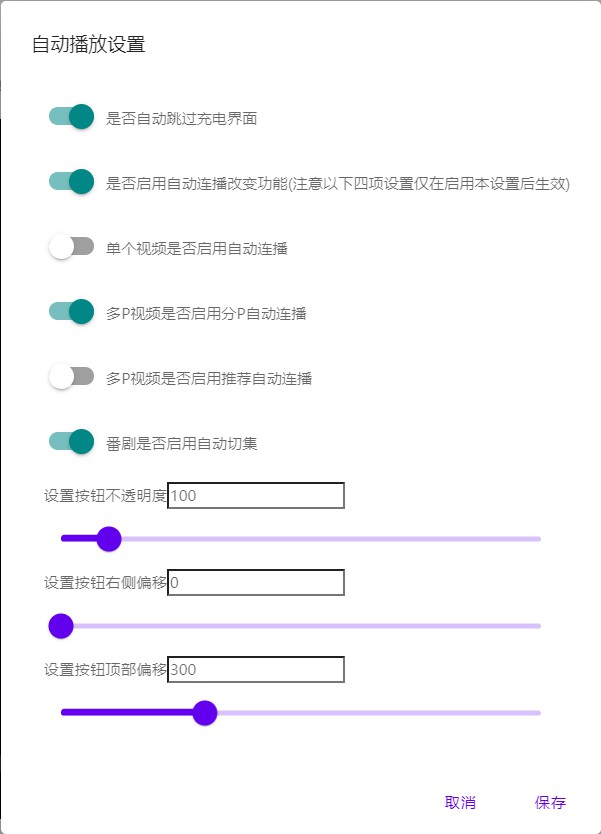 自动播放设置
是否自动跳过充电界面
是否启用自动连播改变功能(注意以下四项设置仅在启用本设置后生效)
单个视频是否启用自动连播
多P视频是否启用分P自动连播
多P视频是否启用推荐自动连播
番剧是否启用自动切集
设置按钮不透明度100
设置按钮右侧偏移0
设置按钮顶部偏移300
取消 保存